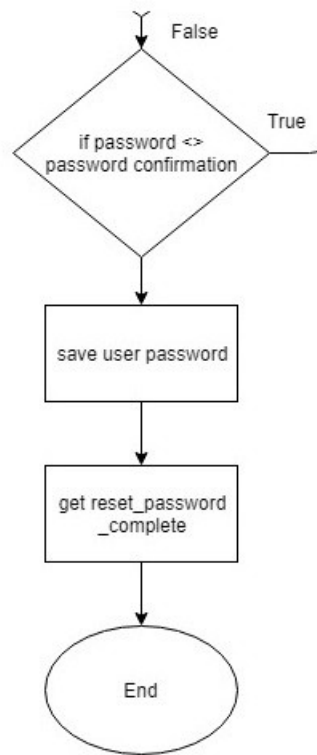 False
True
if password <>
password confirmation
save user password
get reset_password
_complete
End